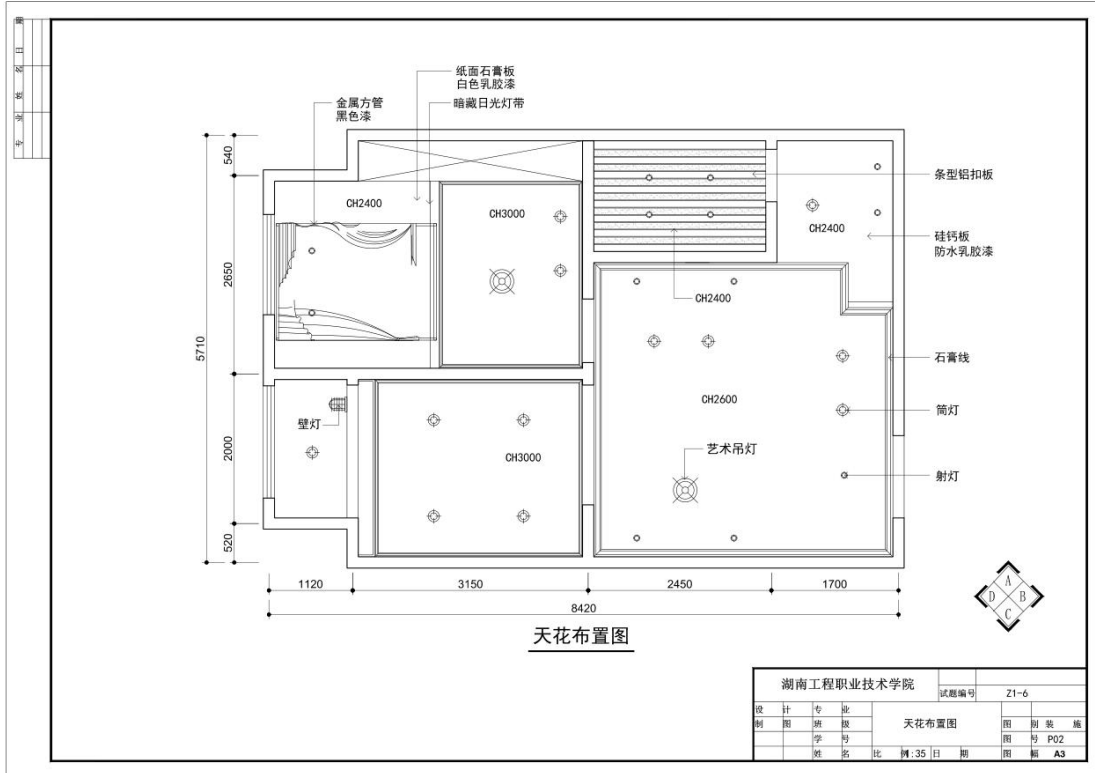 专 业 姓 名 日 期
纸面石膏板
白色乳胶漆
金属方管
黑色漆
暗藏日光灯带
CH2400
CH3000
CH2400
条型铝扣板
硅钙板
防水乳胶漆
CH2400
石膏线
CH2600
筒灯
壁灯
CH3000
艺术吊灯
射灯
540
2650
5710
2000
520
1120
3150
2450
1700
8420
A
D
B
C
天花布置图
湖南工程职业技术学院
试题编号
Z1-6
设 计
专 业
制 图
班 级
天花布置图
图 别
装 施
学 号
图 号
P02
姓 名
比 例:35
日 期
图 幅
A3